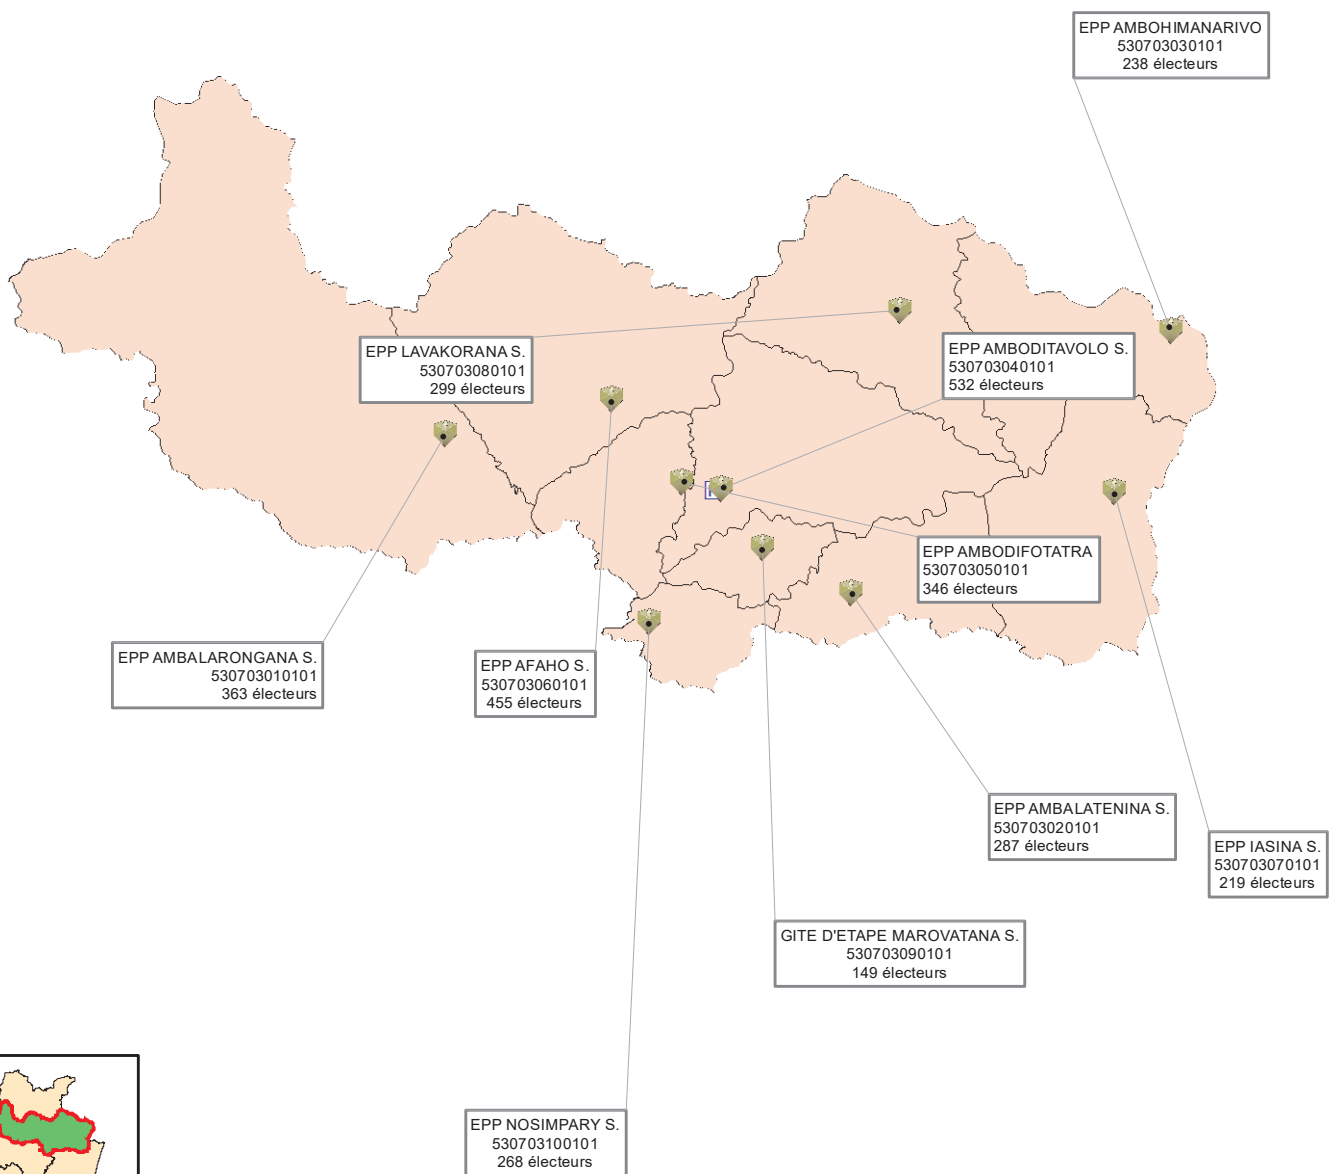 EPP AMBOHIMANARIVO
530703030101
238 électeurs
EPP LAVAKORANA S.
530703080101
299 électeurs
EPP AMBODITAVOLO S.
530703040101
532 électeurs
EPP AMBODIFOTATRA
530703050101
346 électeurs
EPP AMBALARONGANA S.
530703010101
363 électeurs
EPP AFAHO S.
530703060101
455 électeurs
EPP AMBALATENINA S.
530703020101
287 électeurs
EPP IASINA S.
530703070101
219 électeurs
GITE D'ETAPE MAROVATANA S.
530703090101
149 électeurs
EPP NOSIMPARY S.
530703100101
268 électeurs